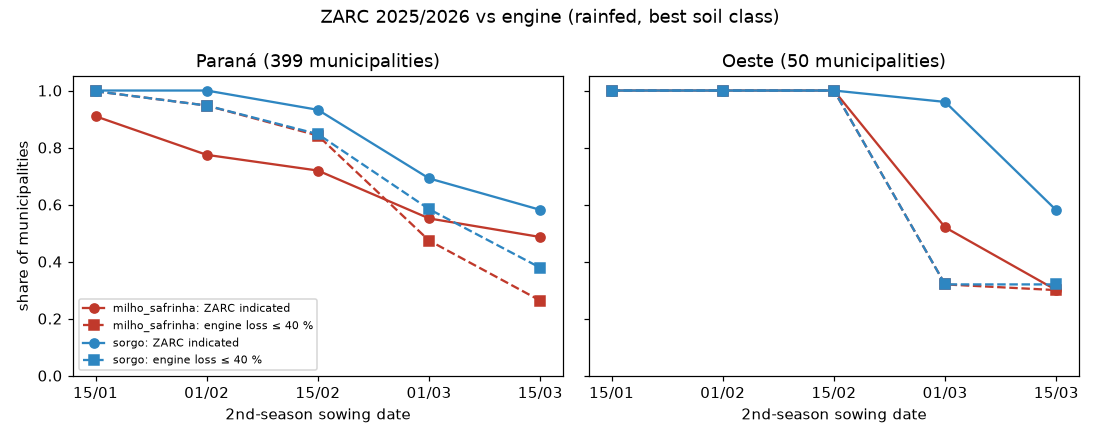 ZARC 2025/2026 vs engine (rainfed, best soil class)
Paraná (399 municipalities)
share of municipalities
1.0
0.8
0.6
0.4
0.2
0.0
milho_safrinha: ZARC indicated
milho_safrinha: engine loss ≤ 40 %
sorgo: ZARC indicated
sorgo: engine loss ≤ 40 %
15/01 01/02 15/02 01/03 15/03
2nd-season sowing date
Oeste (50 municipalities)
15/01 01/02 15/02 01/03 15/03
2nd-season sowing date